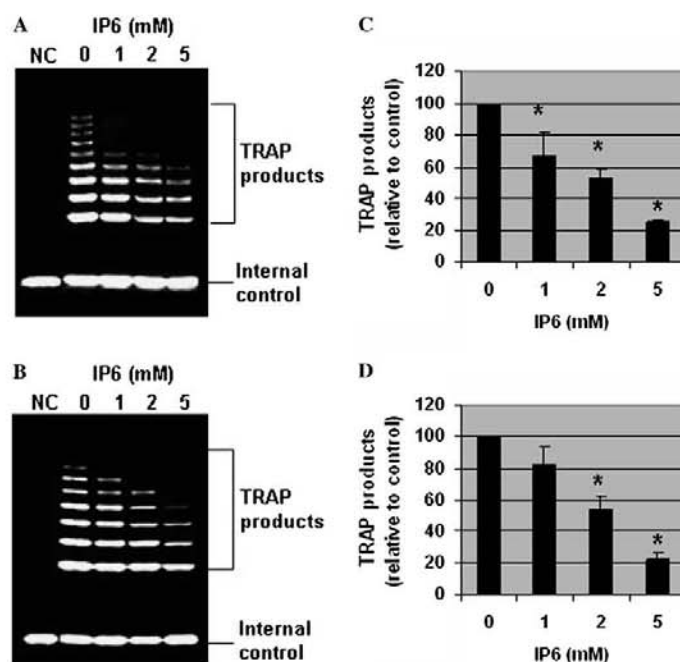 A
IP6 (mM)
NC 0 1 2 5
TRAP
products
Internal
control
C
120
100
80
60
40
20
0
TRAP products
(relative to control)
* * *
0 1 2 5
IP6 (mM)
B
IP6 (mM)
NC 0 1 2 5
TRAP
products
Internal
control
D
120
100
80
60
40
20
0
TRAP products
(relative to control)
* *
0 1 2 5
IP6 (mM)